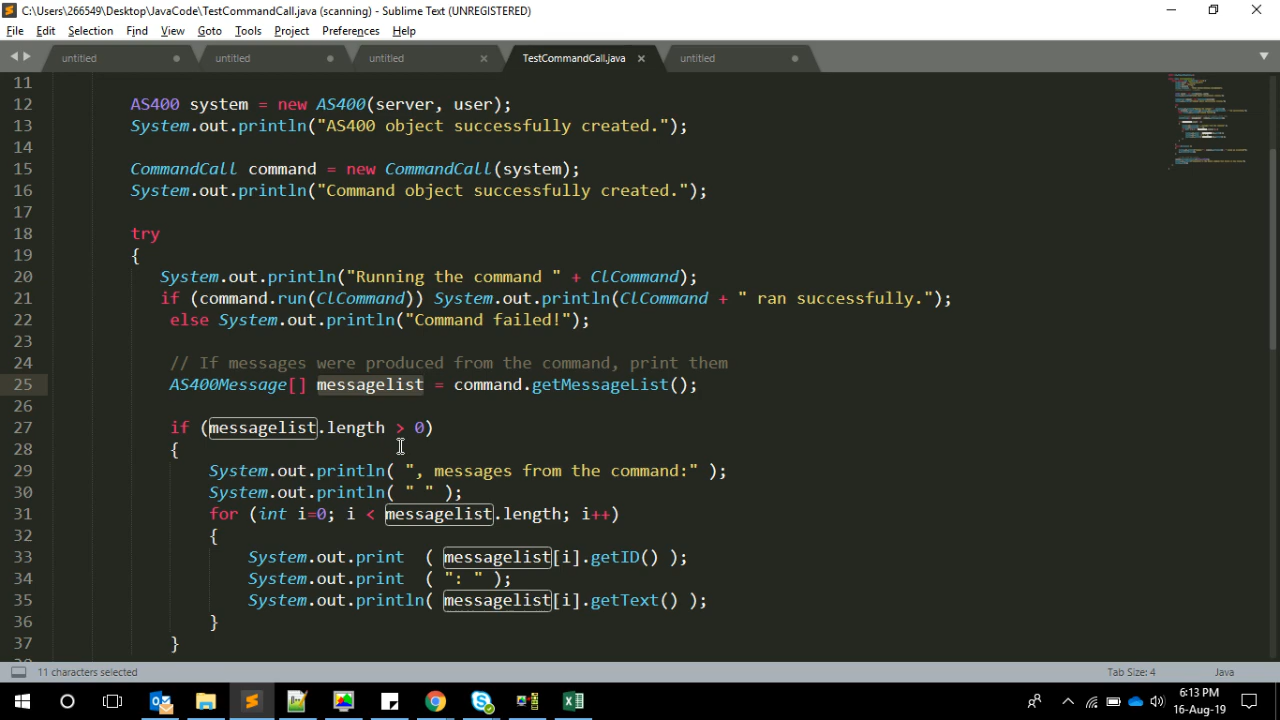 C:\Users\266549\Desktop\JavaCode\TestCommandCall.java (scanning) - Sublime Text (UNREGISTERED)
File Edit Selection Find View Goto Tools Project Preferences Help
untitled untitled untitled TestCommandCall.java untitled
11
12 AS400 system = new AS400(server, user);
13 System.out.println("AS400 object successfully created.");
14
15 CommandCall command = new CommandCall(system);
16 System.out.println("Command object successfully created.");
17
18 try
19 {
20 System.out.println("Running the command " + ClCommand);
21 if (command.run(ClCommand)) System.out.println(ClCommand + " ran successfully.");
22 else System.out.println("Command failed!");
23
24 // If messages were produced from the command, print them
25 AS400Message[] messagelist = command.getMessageList();
26
27 if (messagelist.length > 0)
28 {
29 System.out.println( ", messages from the command:" );
30 System.out.println( " " );
31 for (int i=0; i < messagelist.length; i++)
32 {
33 System.out.print ( messagelist[i].getID() );
34 System.out.print ( ": " );
35 System.out.println( messagelist[i].getText() );
36 }
37 }
11 characters selected Tab Size: 4 Java
6:13 PM
16-Aug-19